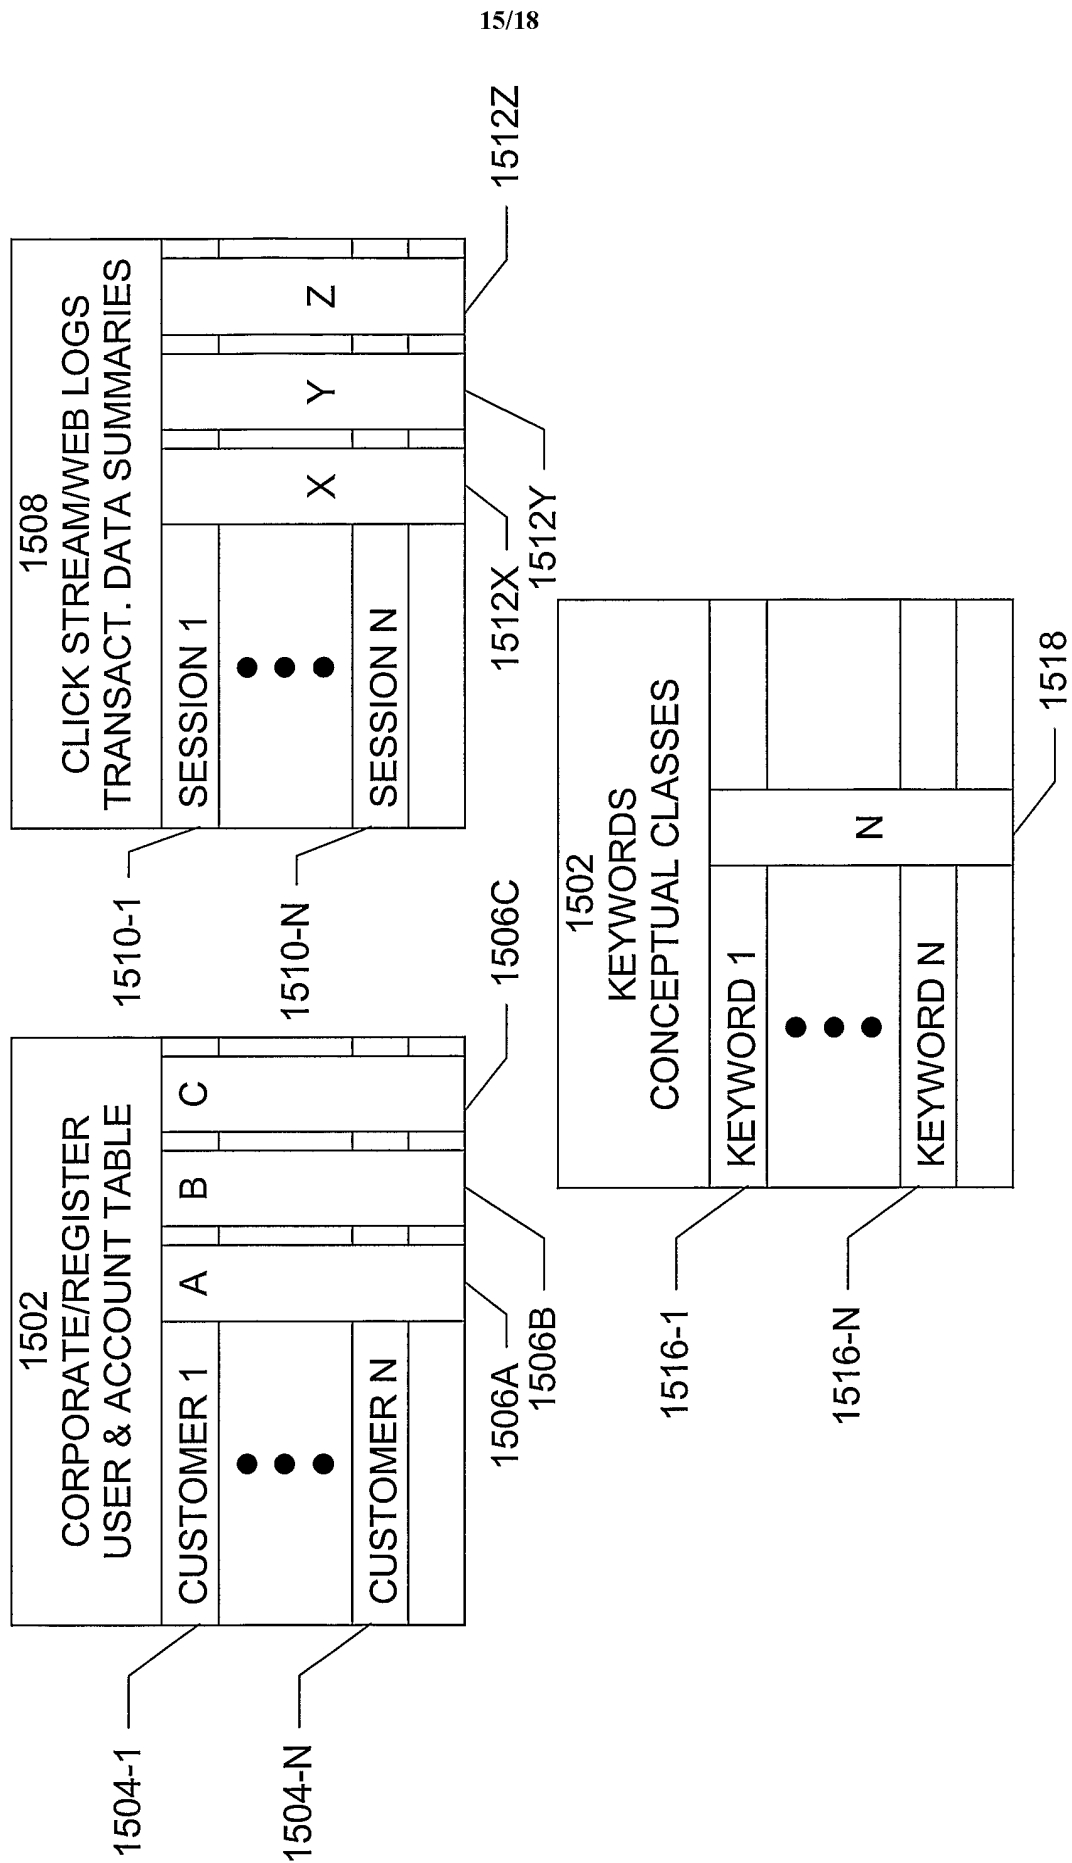 15/18
1502
CORPORATE/REGISTER
USER & ACCOUNT TABLE
CUSTOMER 1
A
B
C
CUSTOMER N
1504-1
1504-N
1506A
1506B
1506C
1508
CLICK STREAM/WEB LOGS
TRANSACT. DATA SUMMARIES
SESSION 1
X
Y
Z
SESSION N
1510-1
1510-N
1512X
1512Y
1512Z
1502
KEYWORDS
CONCEPTUAL CLASSES
KEYWORD 1
N
KEYWORD N
1516-1
1516-N
1518